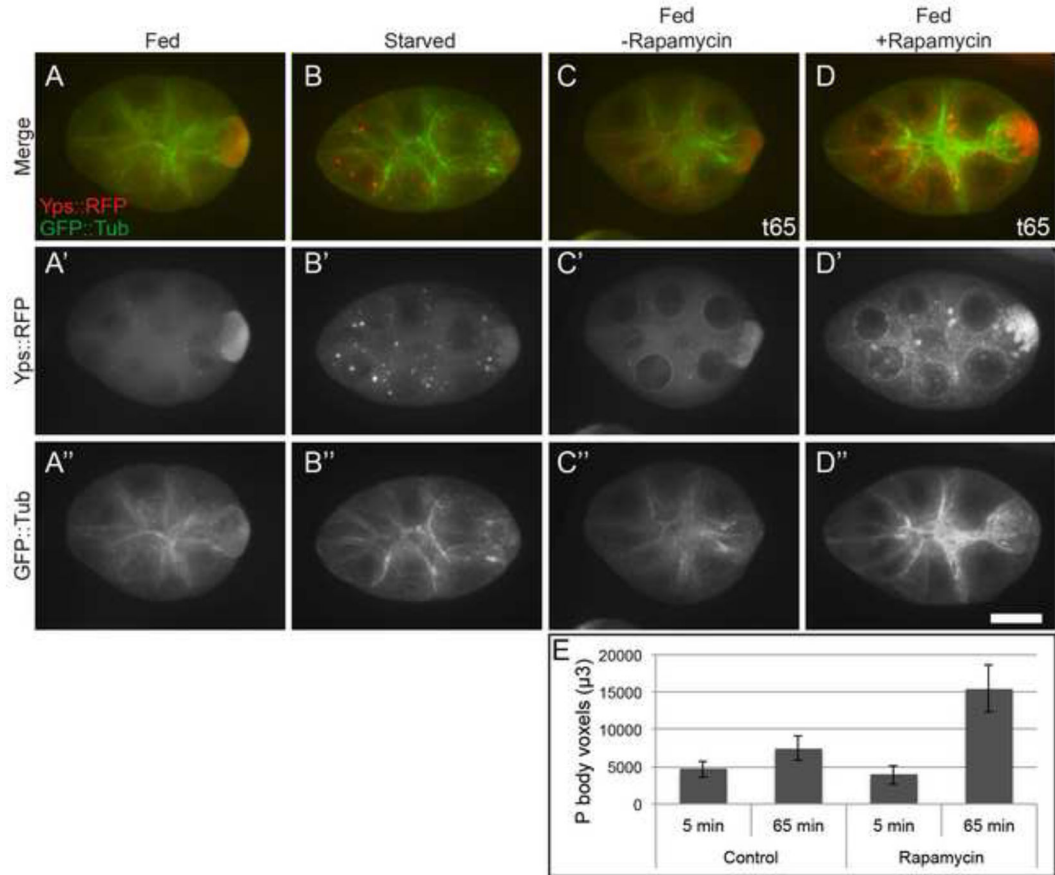 Fed
Starved
Fed
-Rapamycin
Fed
+Rapamycin
Merge
A
B
C
D
Yps::RFP
GFP::Tub
t65
t65
Yps::RFP
A'
B'
C'
D'
GFP::Tub
A''
B''
C''
D''
E
P body voxels (µ3)
20000
15000
10000
5000
0
5 min
65 min
5 min
65 min
Control
Rapamycin